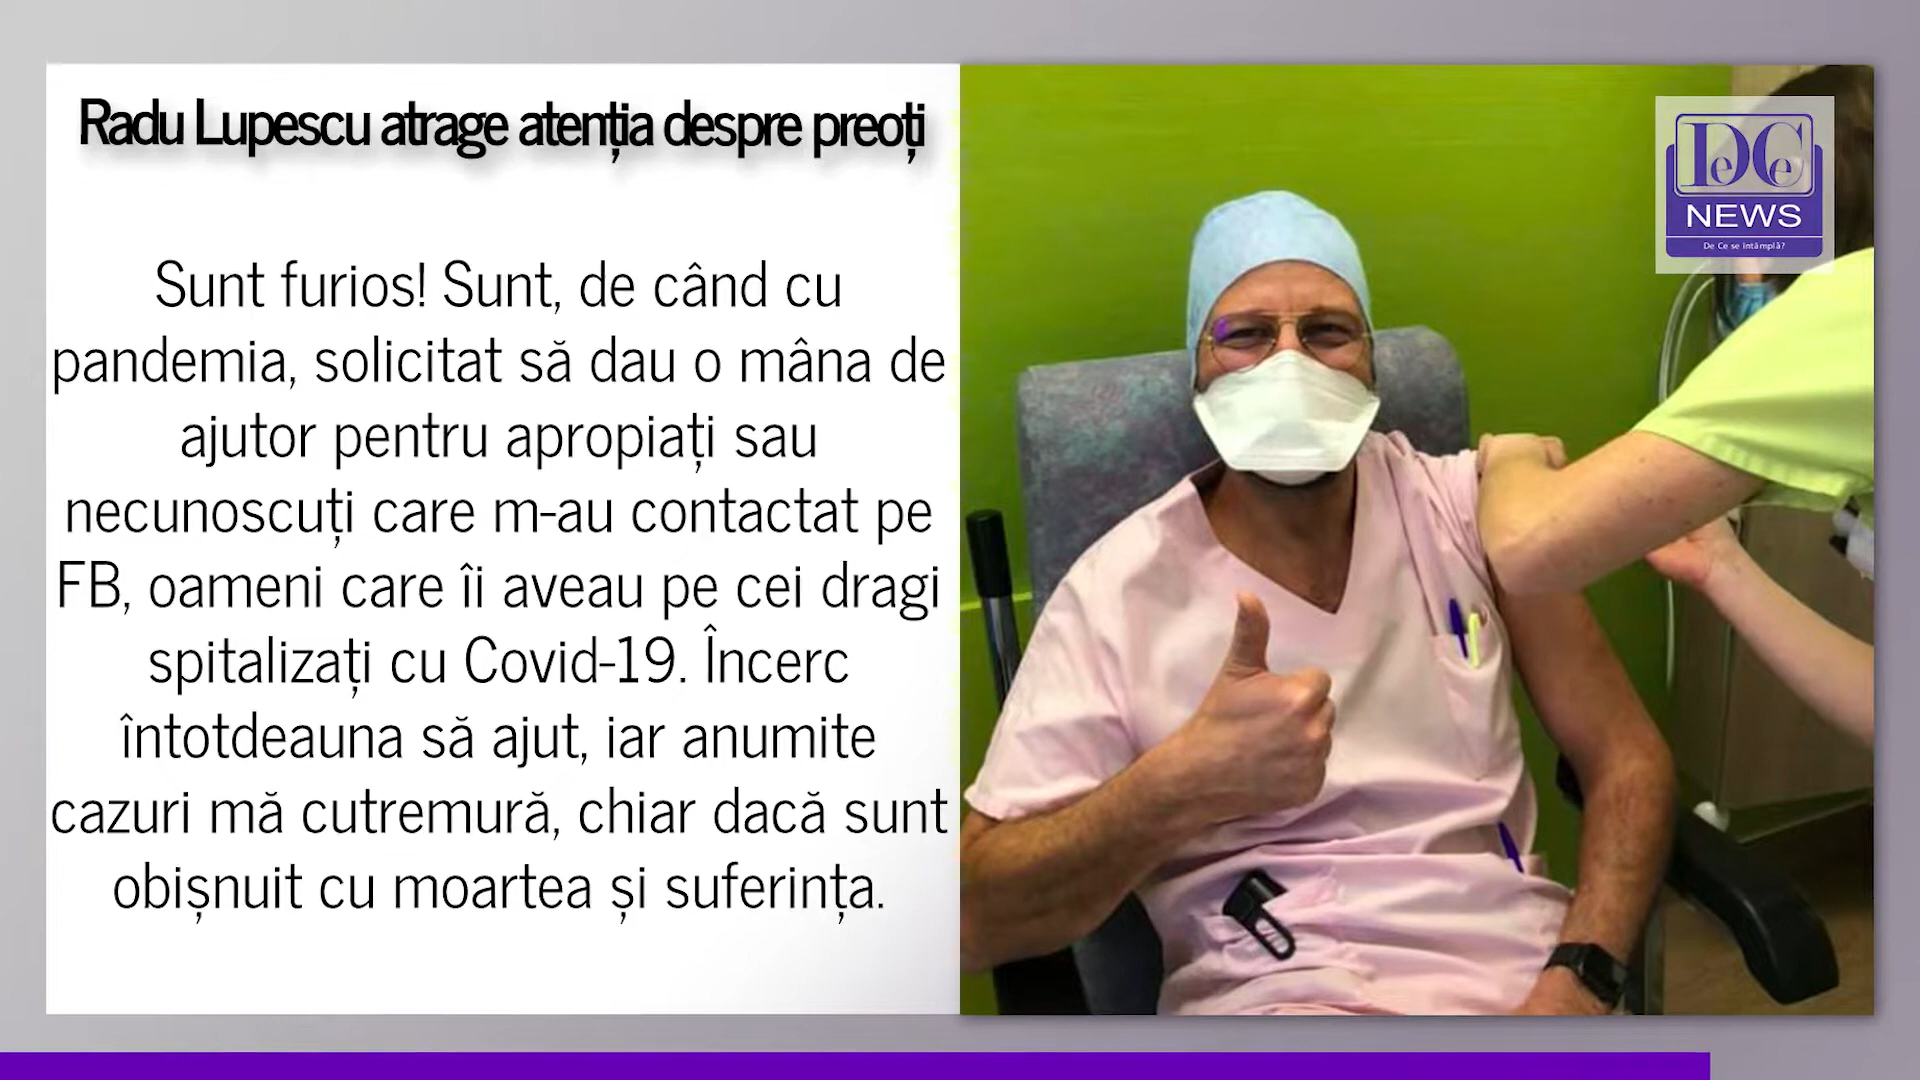 Radu Lupescu atrage atenția despre preoți
Sunt furios! Sunt, de când cu
pandemia, solicitat să dau o mâna de
ajutor pentru apropiați sau
necunoscuți care m-au contactat pe
FB, oameni care îi aveau pe cei dragi
spitalizați cu Covid-19. Încerc
întotdeauna să ajut, iar anumite
cazuri mă cutremură, chiar dacă sunt
obișnuit cu moartea și suferința.
DeCe
NEWS
De Ce se întâmplă?